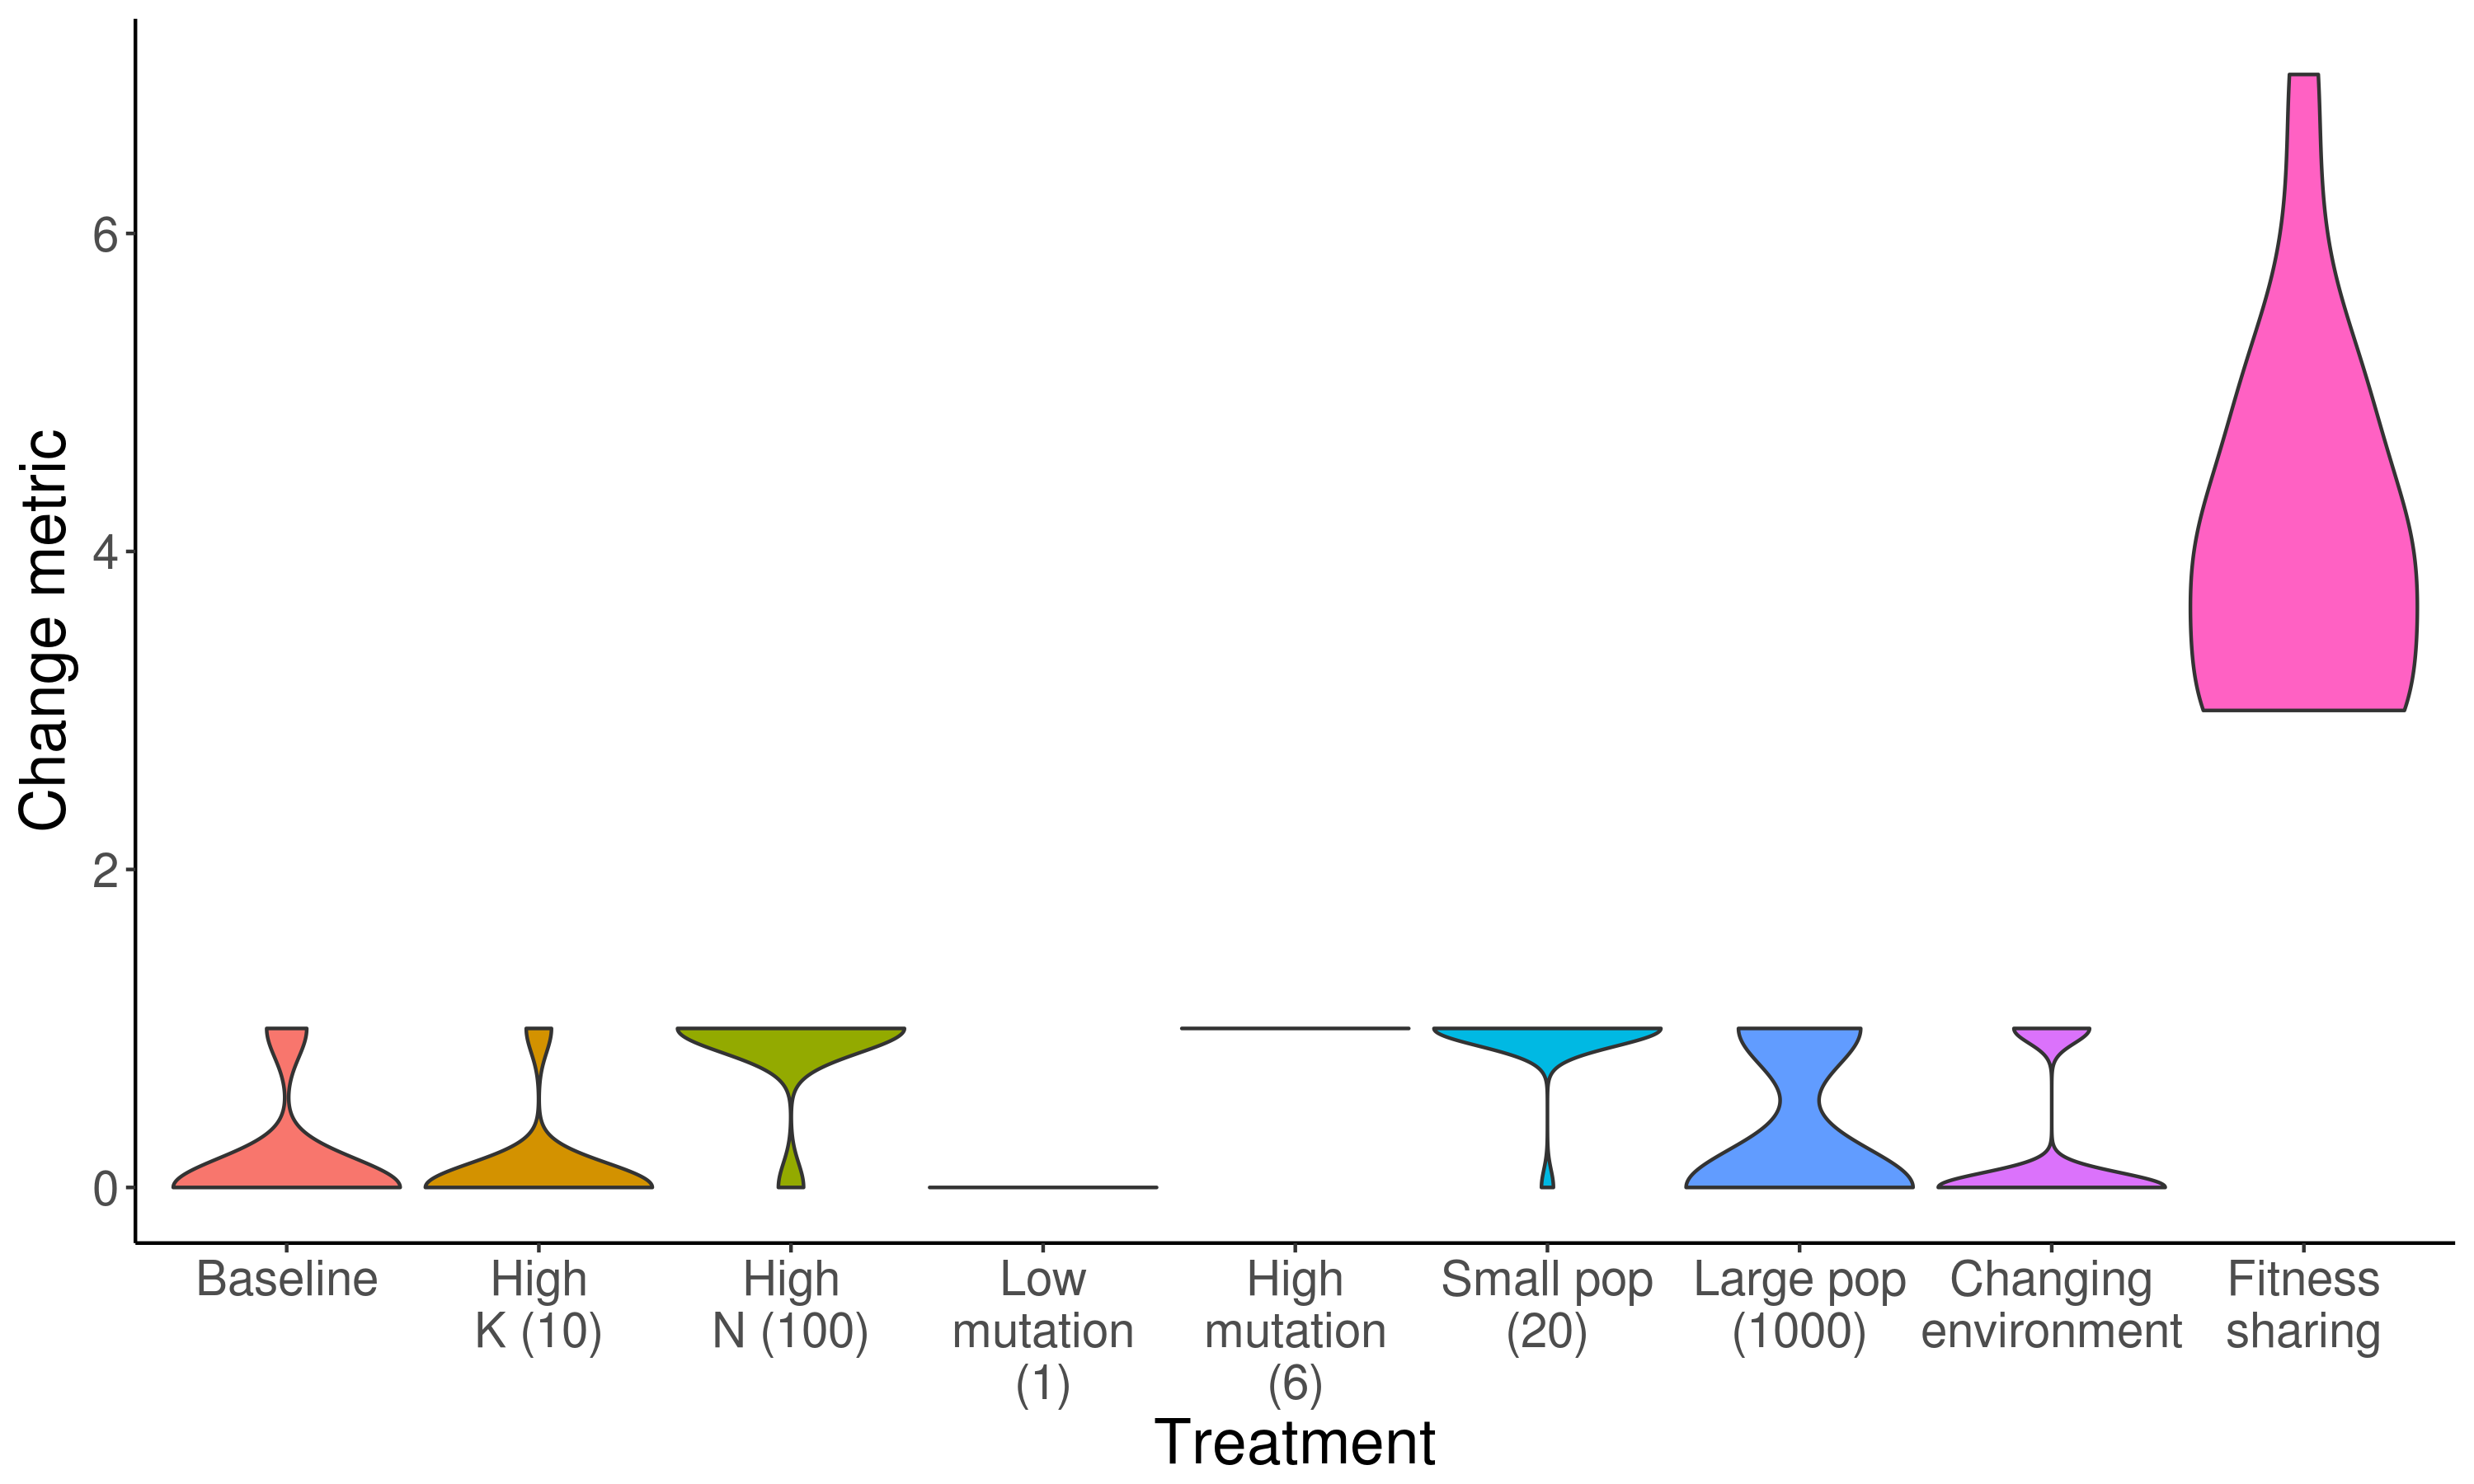 Change metric
6
4
2
0
Baseline
High
K (10)
High
N (100)
Low
mutation
(1)
High
mutation
(6)
Small pop
(20)
Large pop
(1000)
Changing
environment
Fitness
sharing
Treatment